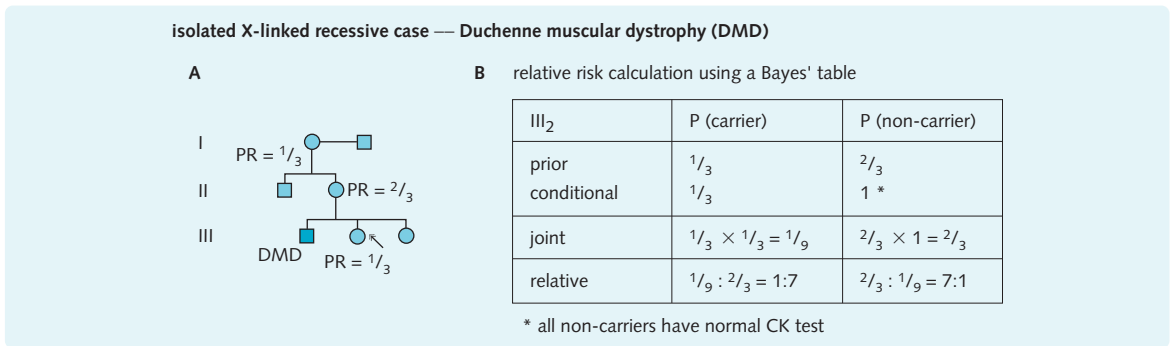 isolated X-linked recessive case — Duchenne muscular dystrophy (DMD)
A
I
PR = 1/3
II
PR = 2/3
III
DMD
PR = 1/3
B relative risk calculation using a Bayes' table
III₂ P (carrier) P (non-carrier)
prior 1/3 2/3
conditional 1/3 1 *
joint 1/3 × 1/3 = 1/9 2/3 × 1 = 2/3
relative 1/9 : 2/3 = 1:7 2/3 : 1/9 = 7:1
* all non-carriers have normal CK test